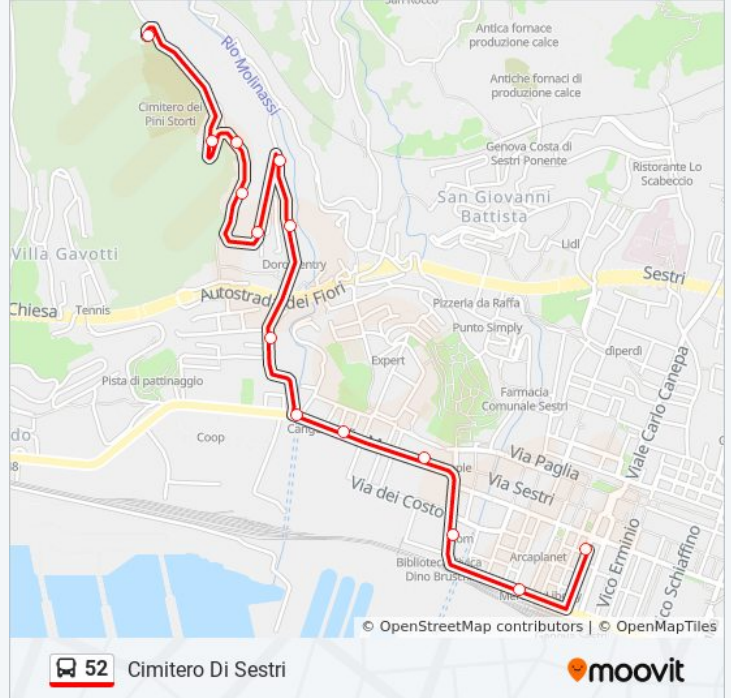 San Rocco
Antica fornace
produzione calce
Rio Molinassi
Antiche fornaci di
produzione calce
Cimitero dei
Pini Storti
Genova Costa di
Sestri Ponente
Ristorante Lo
Scabeccio
San Giovanni
Battista
Villa Gavotti
Lidl
Sestri
Autostrada dei Fiori
Chiesa
Tennis
Pizzeria da Raffa
Punto Simply
diperdi
Expert
Pista di pattinaggio
Farmacia
Comunale Sestri
Viale Carlo Canepa
Coop
Via Paglia
Via Sestri
Via dei Costo
Arcaplanet
Vico Erminio
Vico Schiaffino
© OpenStreetMap contributors | © OpenMapTiles
52 Cimitero Di Sestri
moovit